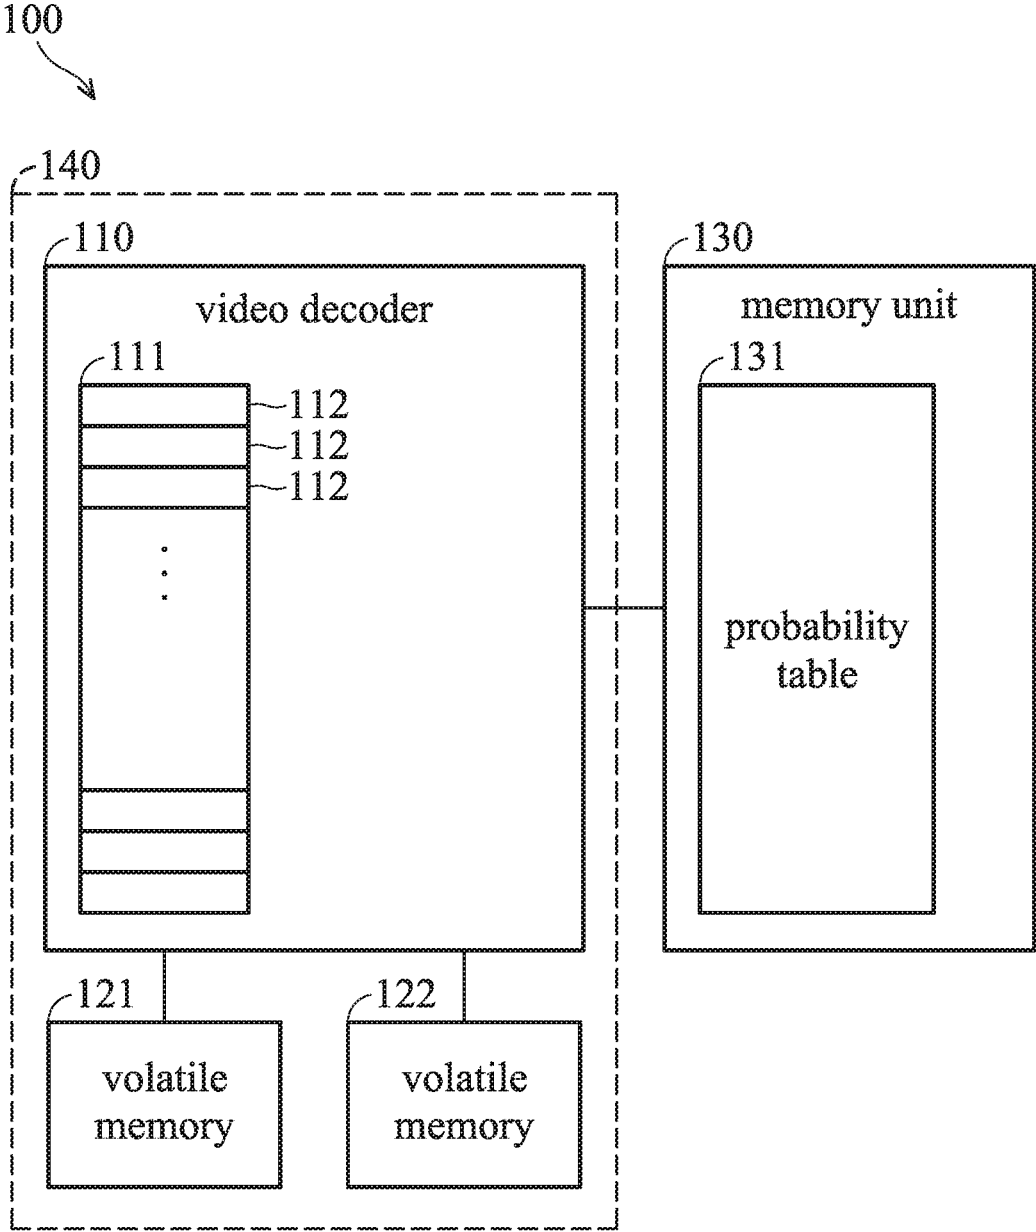 100
140
110
130
video decoder
memory unit
111
131
112
112
112
probability
table
121
122
volatile
memory
volatile
memory